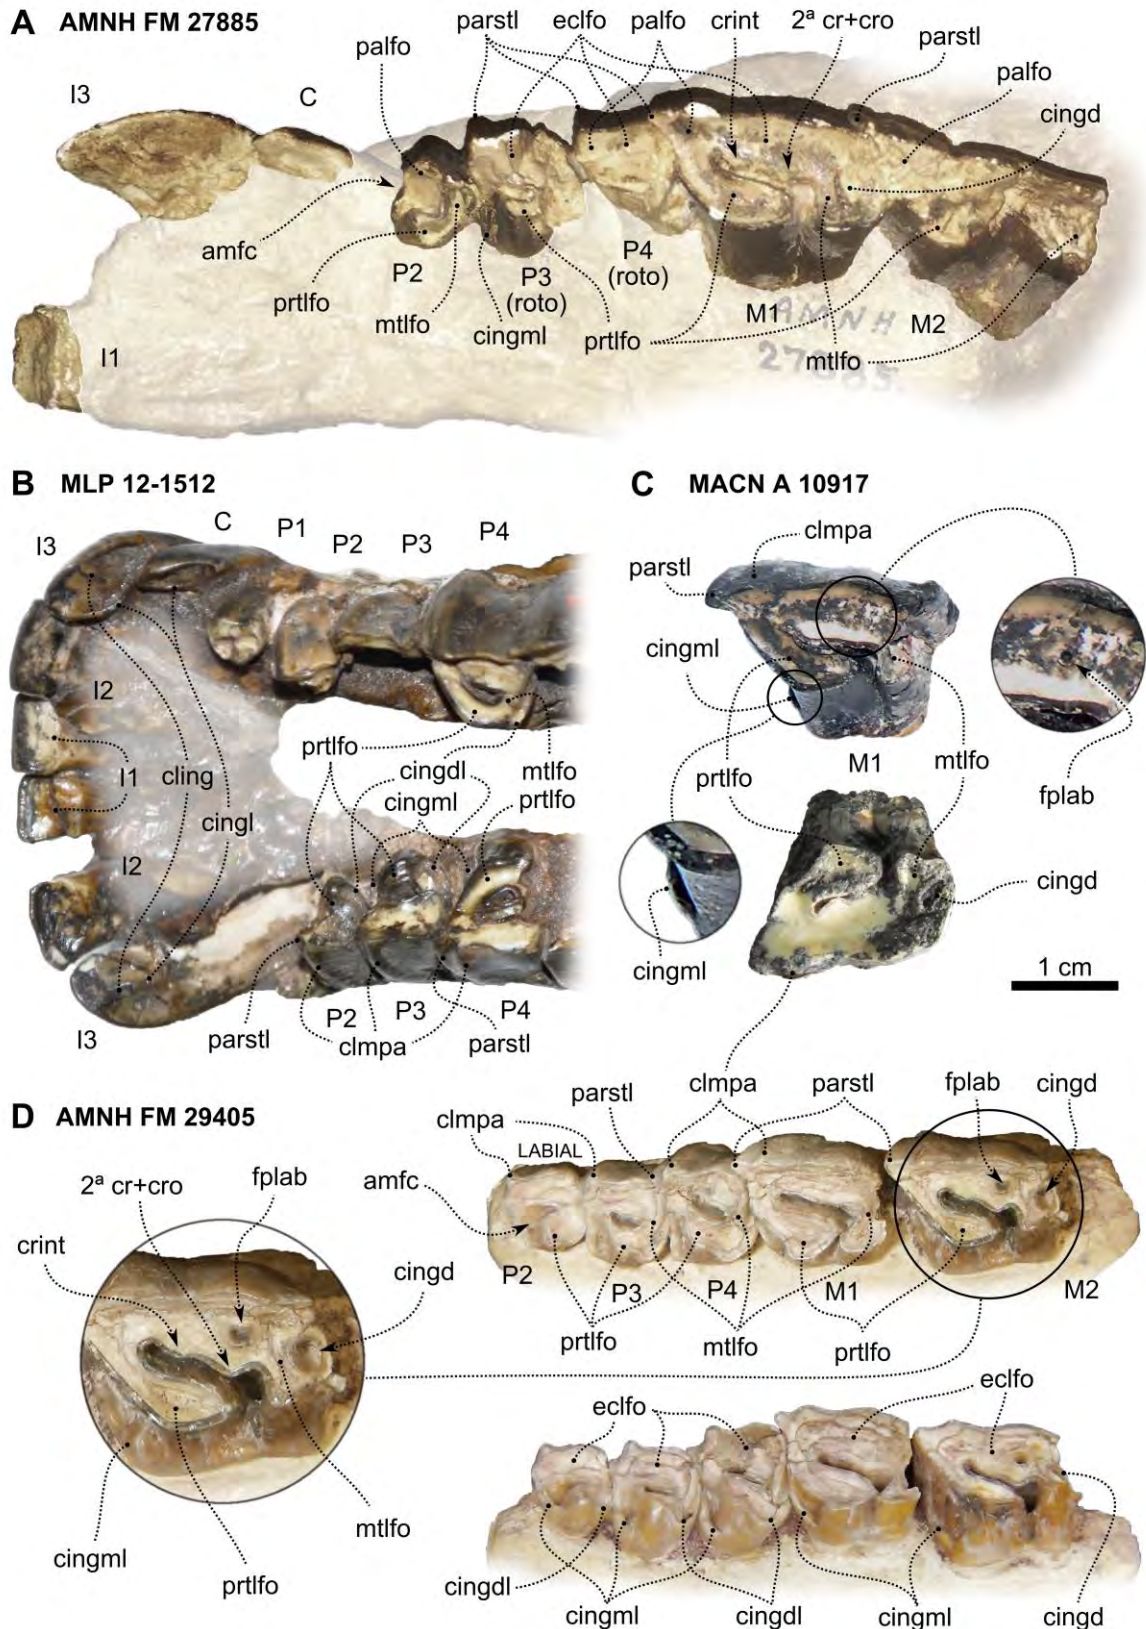 A AMNH FM 27885
parstl eclfo palfo crint 2ª cr+cro parstl
palfo palfo
I3 C cingd
amfc
P2 P3 P4
(roto) (roto)
prtlfo mtlfo cingml prtlfo M1 M2
AMNH
I1 mtlfo
B MLP 12-1512
C MACN A 10917
C P1 P2 P3 P4
I3
clmpa
parstl
cingml
I2
prtlfo cingdl mtlfo
I1 cling cingml prtlfo
cingl
I2
prtlfo M1 mtlfo
fplab
cingd
cingml
1 cm
I3 parstl P2 P3 P4
clmpa parstl
D AMNH FM 29405
clmpa parstl fplab cingd
parstl
clmpa LABIAL
amfc
2ª cr+cro fplab
crint cingd
P2 P3 P4 M1 M2
prtlfo mtlfo prtlfo
eclfo eclfo
cingml prtlfo mtlfo
cingdl cingml cingdl cingml cingd